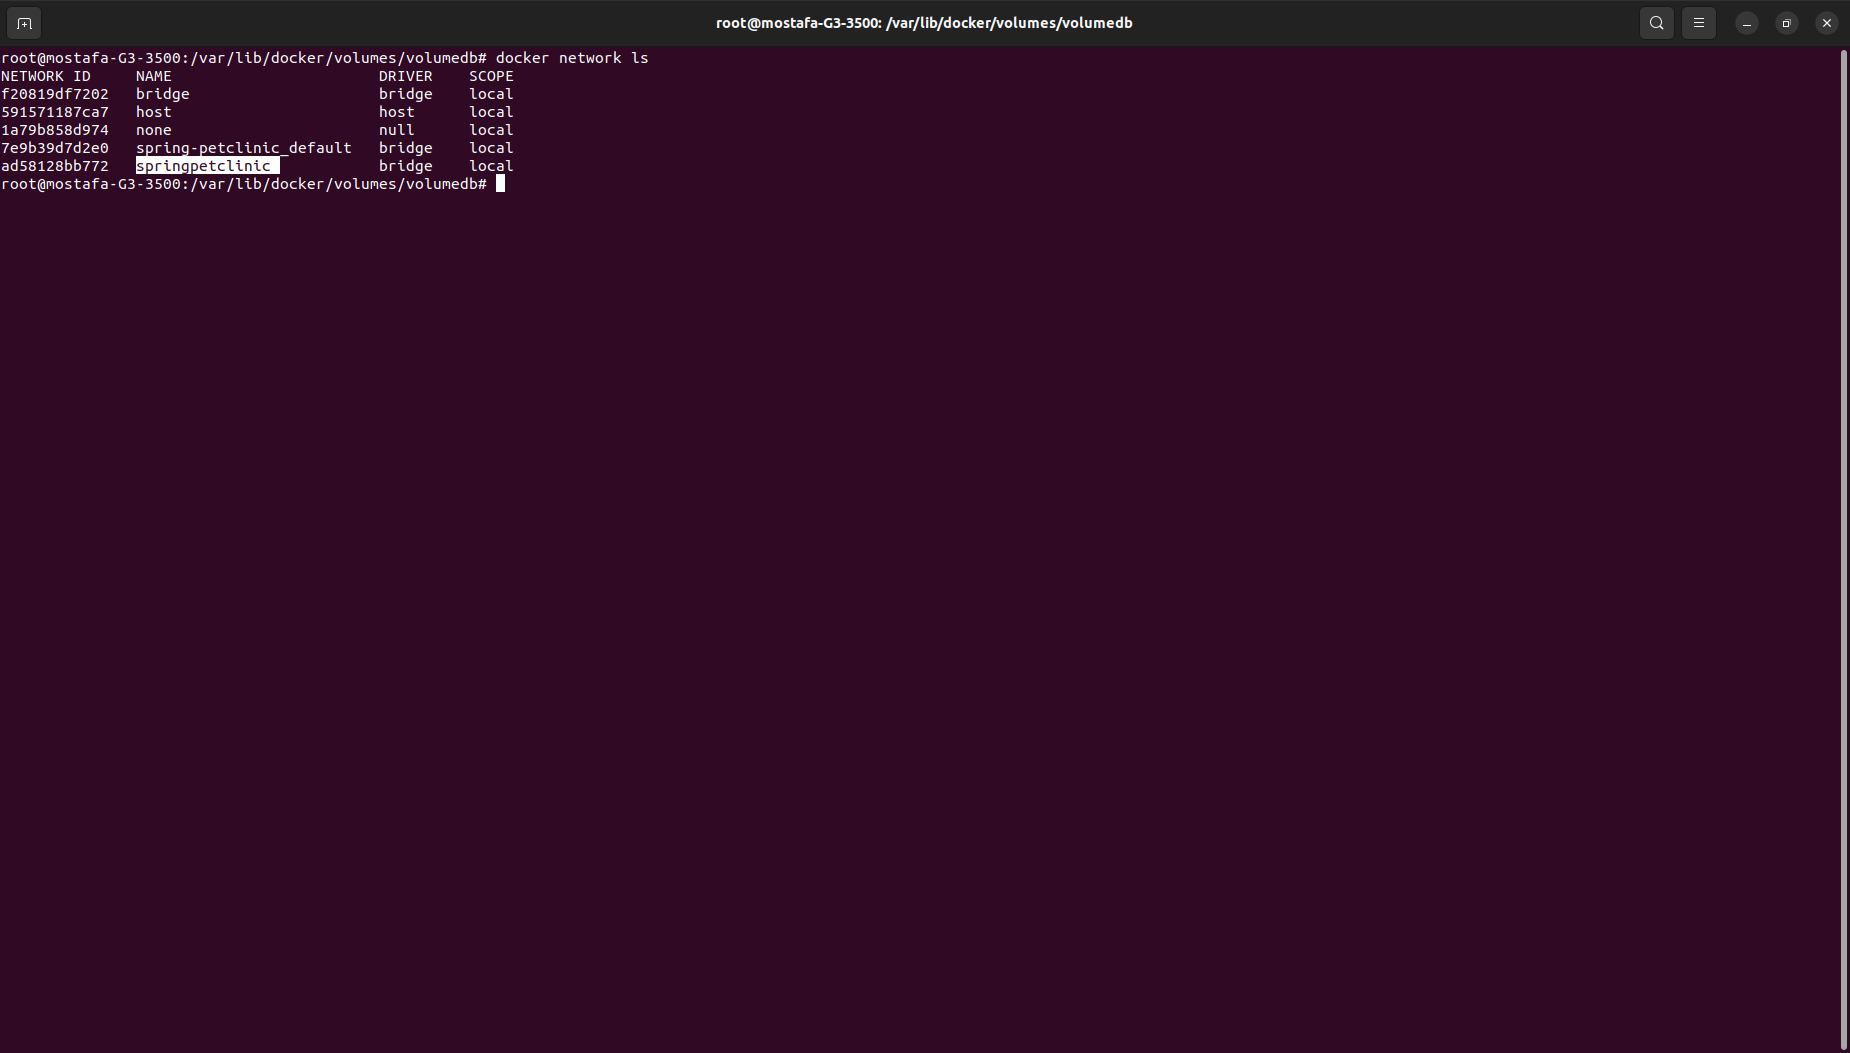 root@mostafa-G3-3500: /var/lib/docker/volumes/volumedb
root@mostafa-G3-3500:/var/lib/docker/volumes/volumedb# docker network ls
NETWORK ID     NAME                       DRIVER    SCOPE
f20819df7202   bridge                     bridge    local
591571187ca7   host                       host      local
1a79b858d974   none                       null      local
7e9b39d7d2e0   spring-petclinic_default   bridge    local
ad58128bb772   springpetclinic            bridge    local
root@mostafa-G3-3500:/var/lib/docker/volumes/volumedb#